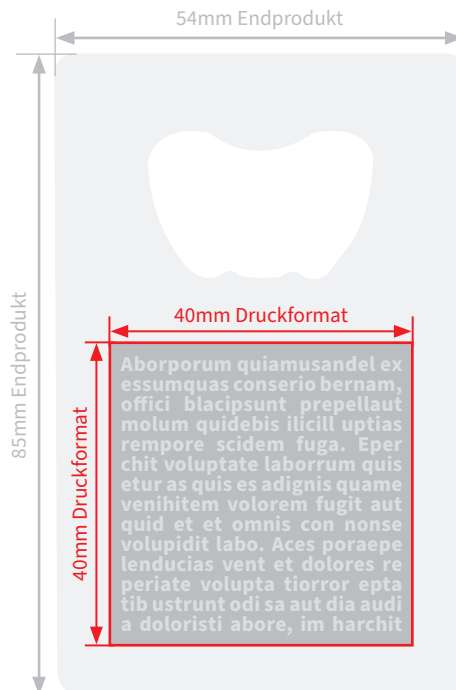 54mm Endprodukt
85mm Endprodukt
40mm Druckformat
40mm Druckformat
Aborporum quiamusandel ex
essumquas conserio bernam,
offici blacipsunt prepellaut
molum quidebis ilicill uptias
rempore scidem fuga. Eper
chit voluptate laborrum quis
etur as quis es adignis quame
venihitem volorem fugit aut
quid et et omnis con nonse
volupidit labo. Aces poraepe
lenducias vent et dolores re
periate volupta tiorror epta
tib ustrunt odi sa aut dia audi
a doloristi abore, im harchit